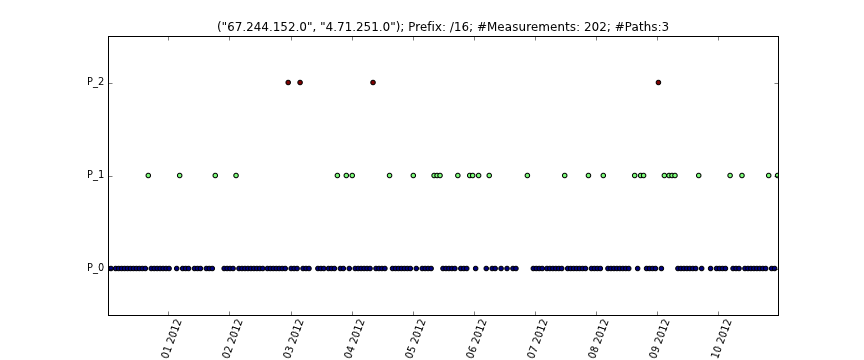 ("67.244.152.0", "4.71.251.0"); Prefix: /16; #Measurements: 202; #Paths:3
P_2
P_1
P_0
01 2012
02 2012
03 2012
04 2012
05 2012
06 2012
07 2012
08 2012
09 2012
10 2012